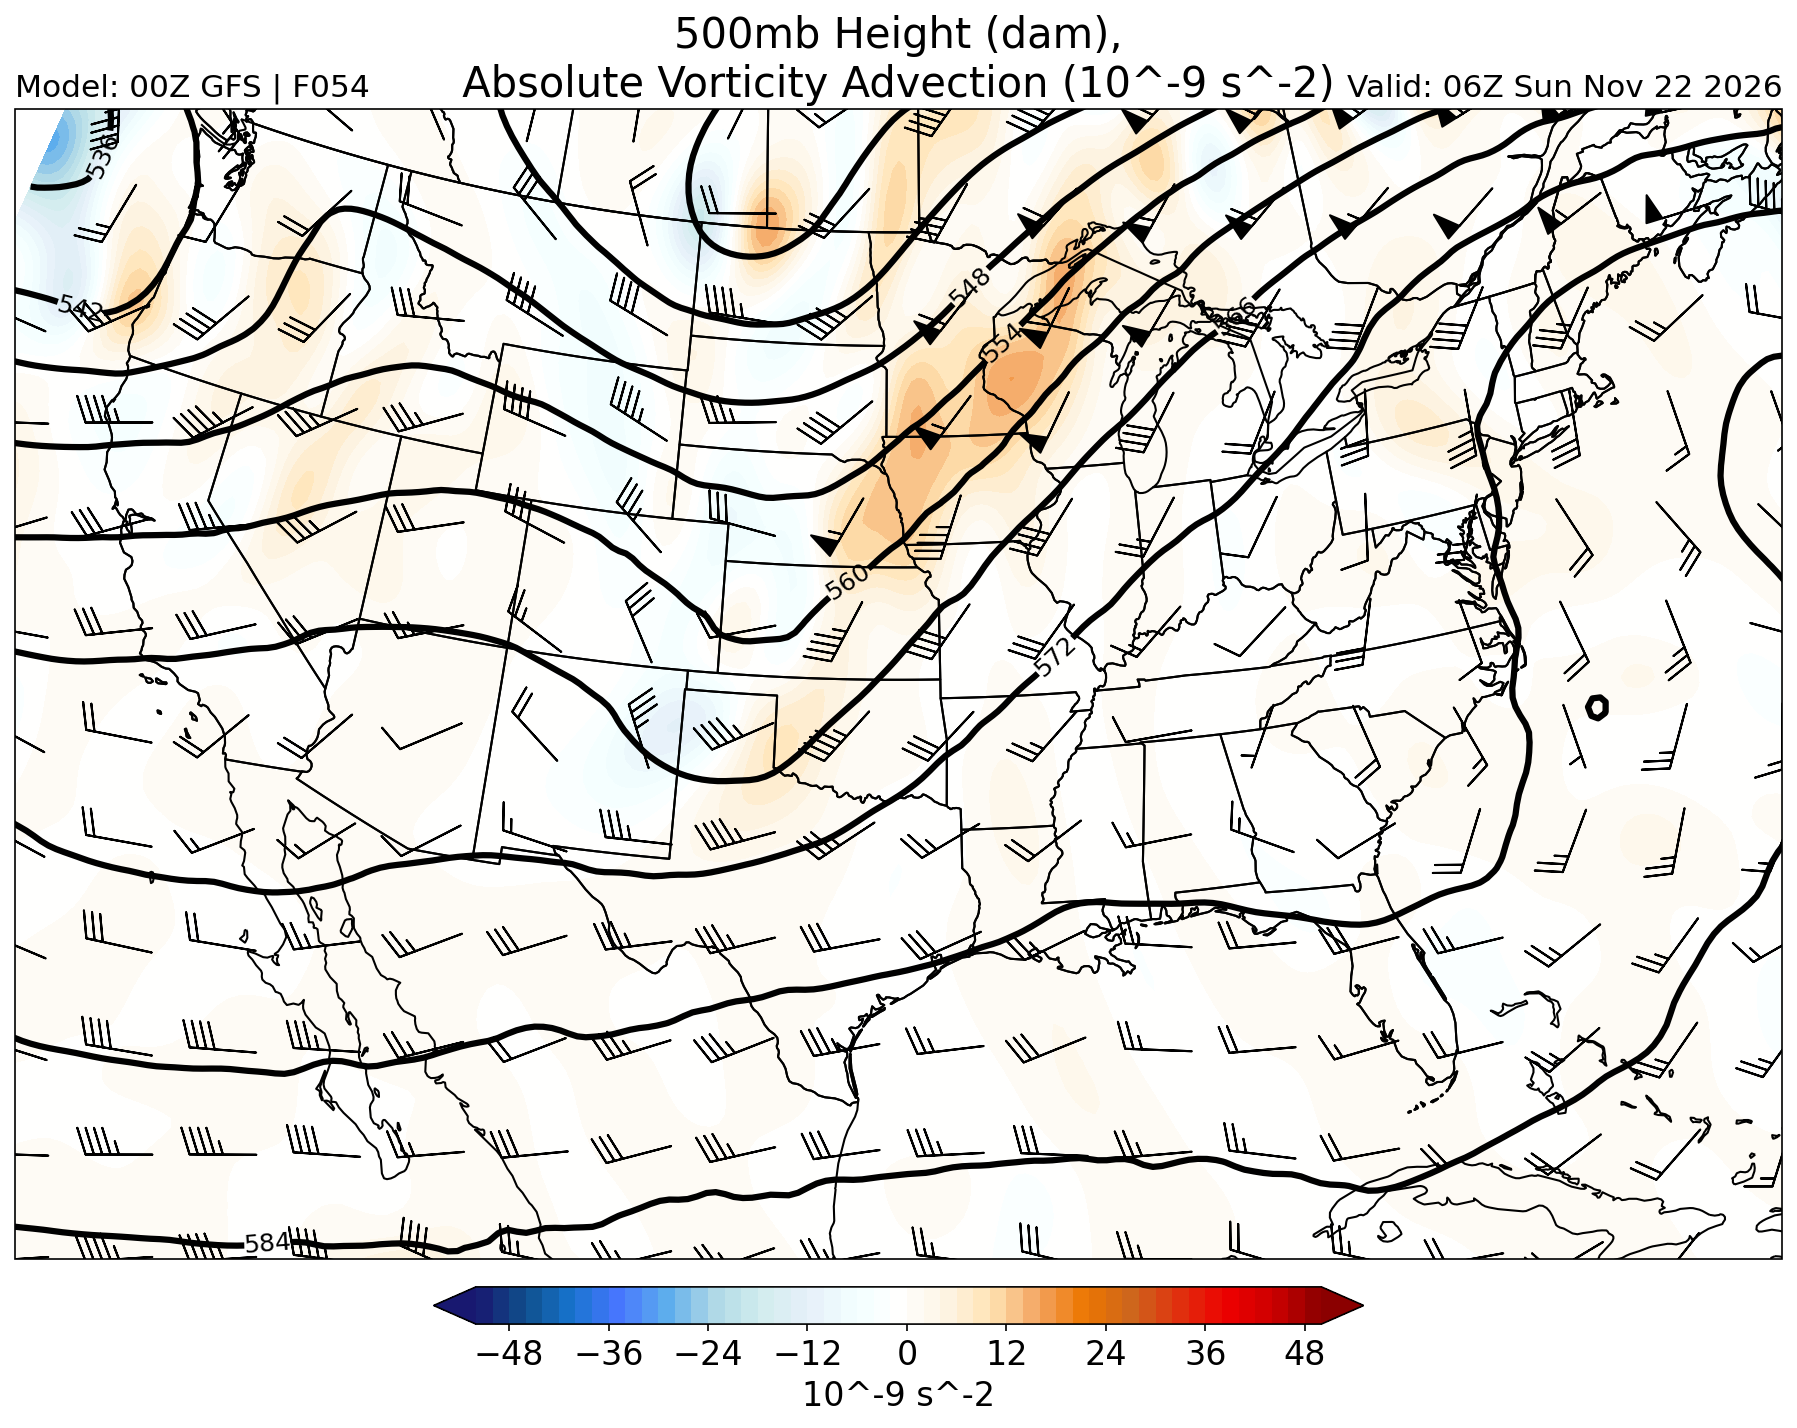 500mb Height (dam),
Model: 00Z GFS | F054
Absolute Vorticity Advection (10^-9 s^-2)
Valid: 06Z Sun Nov 22 2026
536
542
548
554
566
560
572
584
−48 −36 −24 −12 0 12 24 36 48
10^-9 s^-2